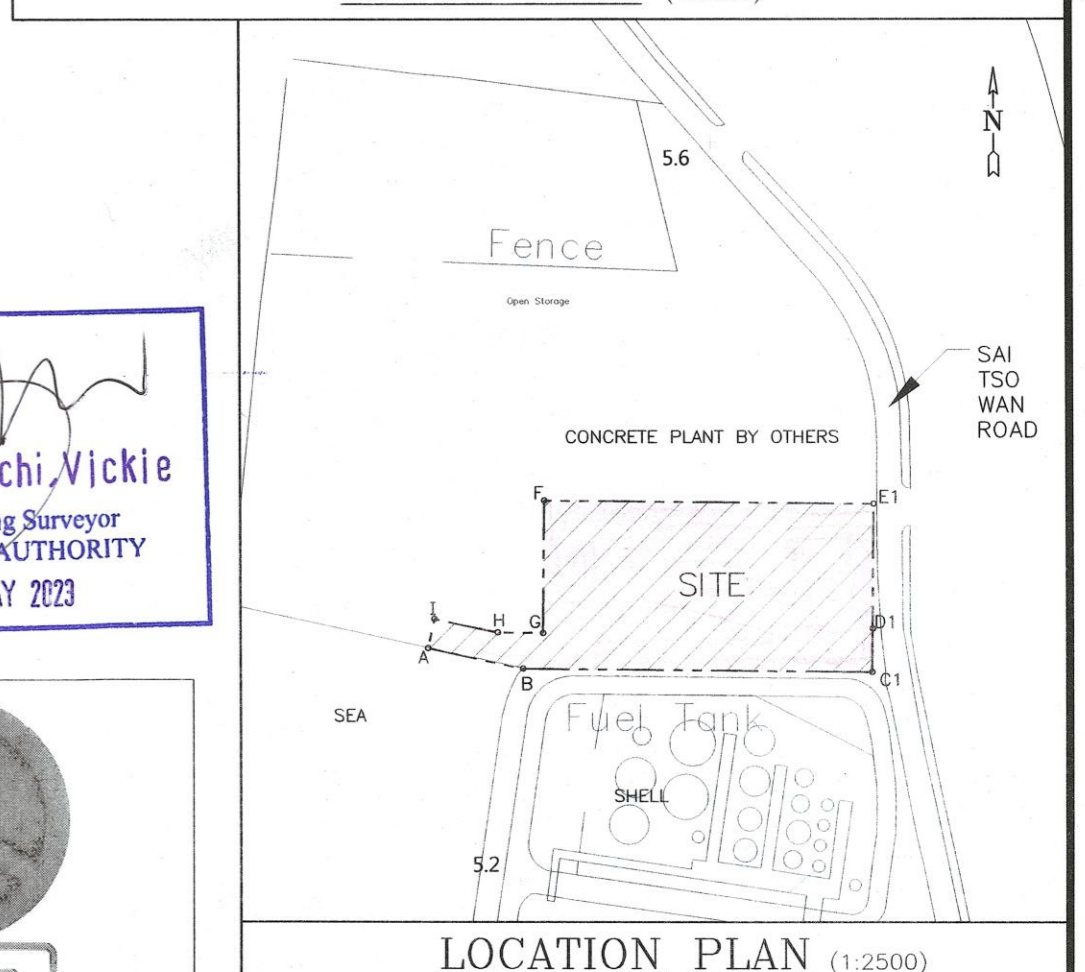 N
5.6
Fence
Open Storage
SAI
TSO
WAN
ROAD
CONCRETE PLANT BY OTHERS
F
E1
SITE
I
H
G
D1
A
B
C1
SEA
Fuel Tank
SHELL
5.2
LOCATION PLAN (1:2500)
chi, Vickie
g Surveyor
AUTHORITY
AY 2023